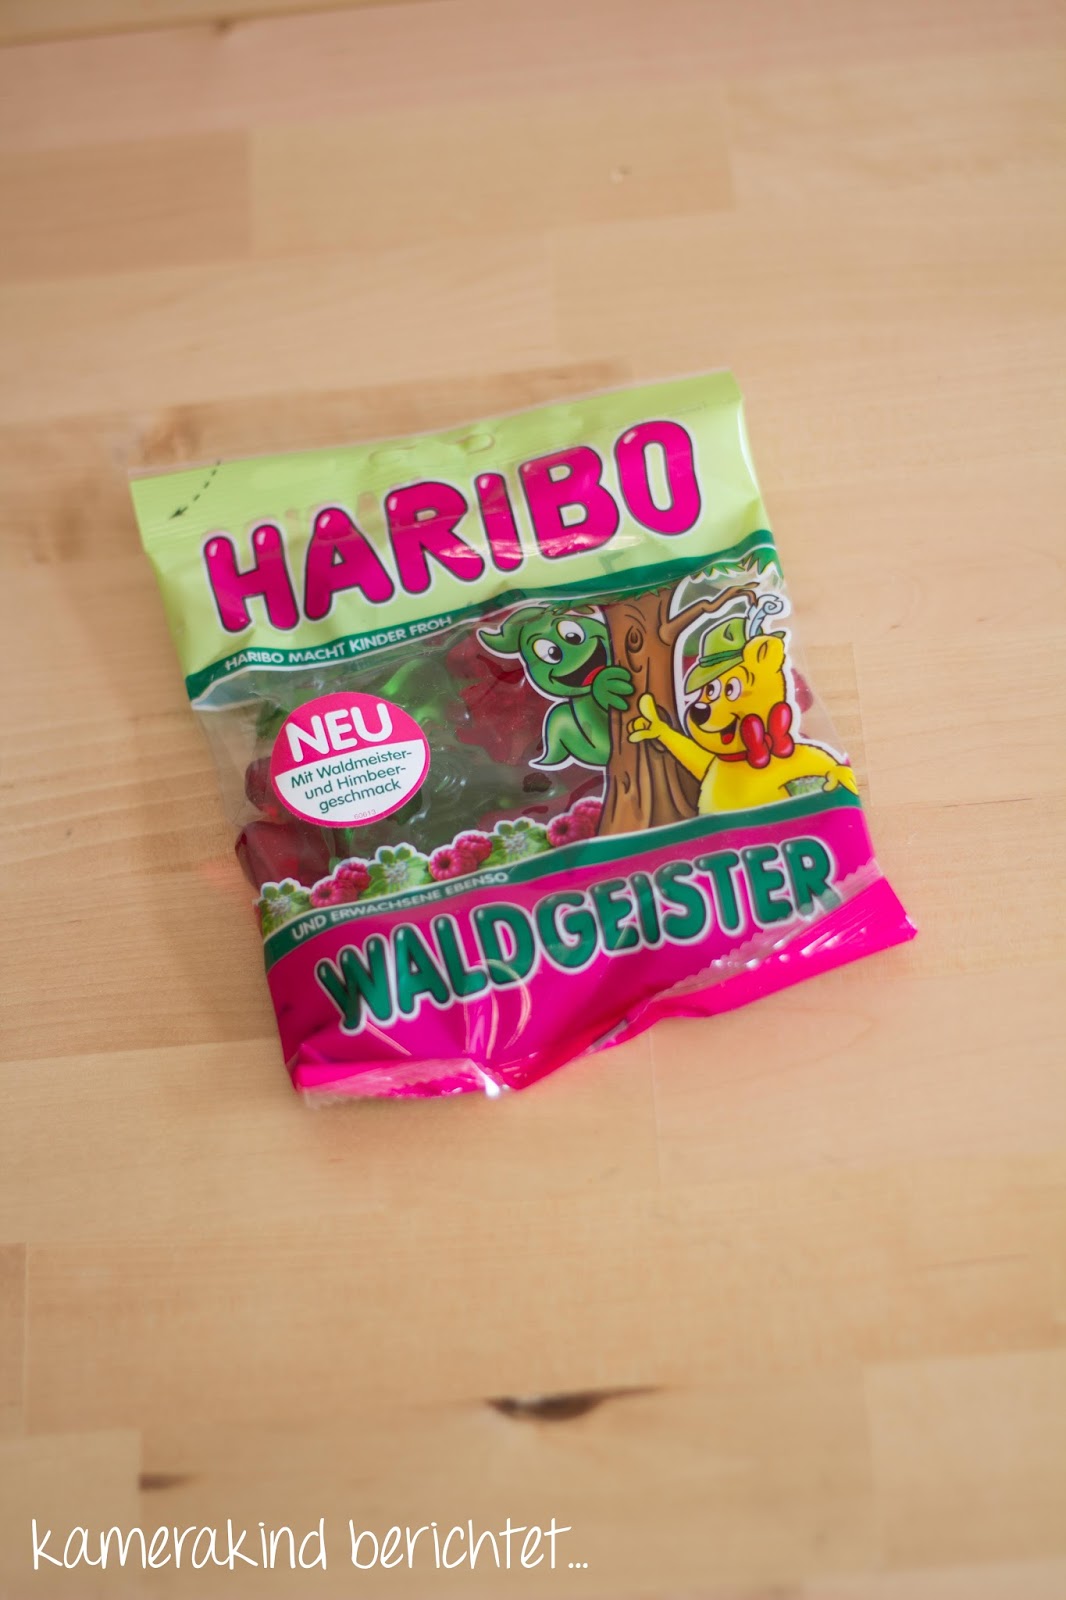 HARIBO
HARIBO MACHT KINDER FROH
NEU
Mit Waldmeister-
und Himbeer-
geschmack
UND ERWACHSENE EBENSO
WALDGEISTER
kamerakind berichtet...